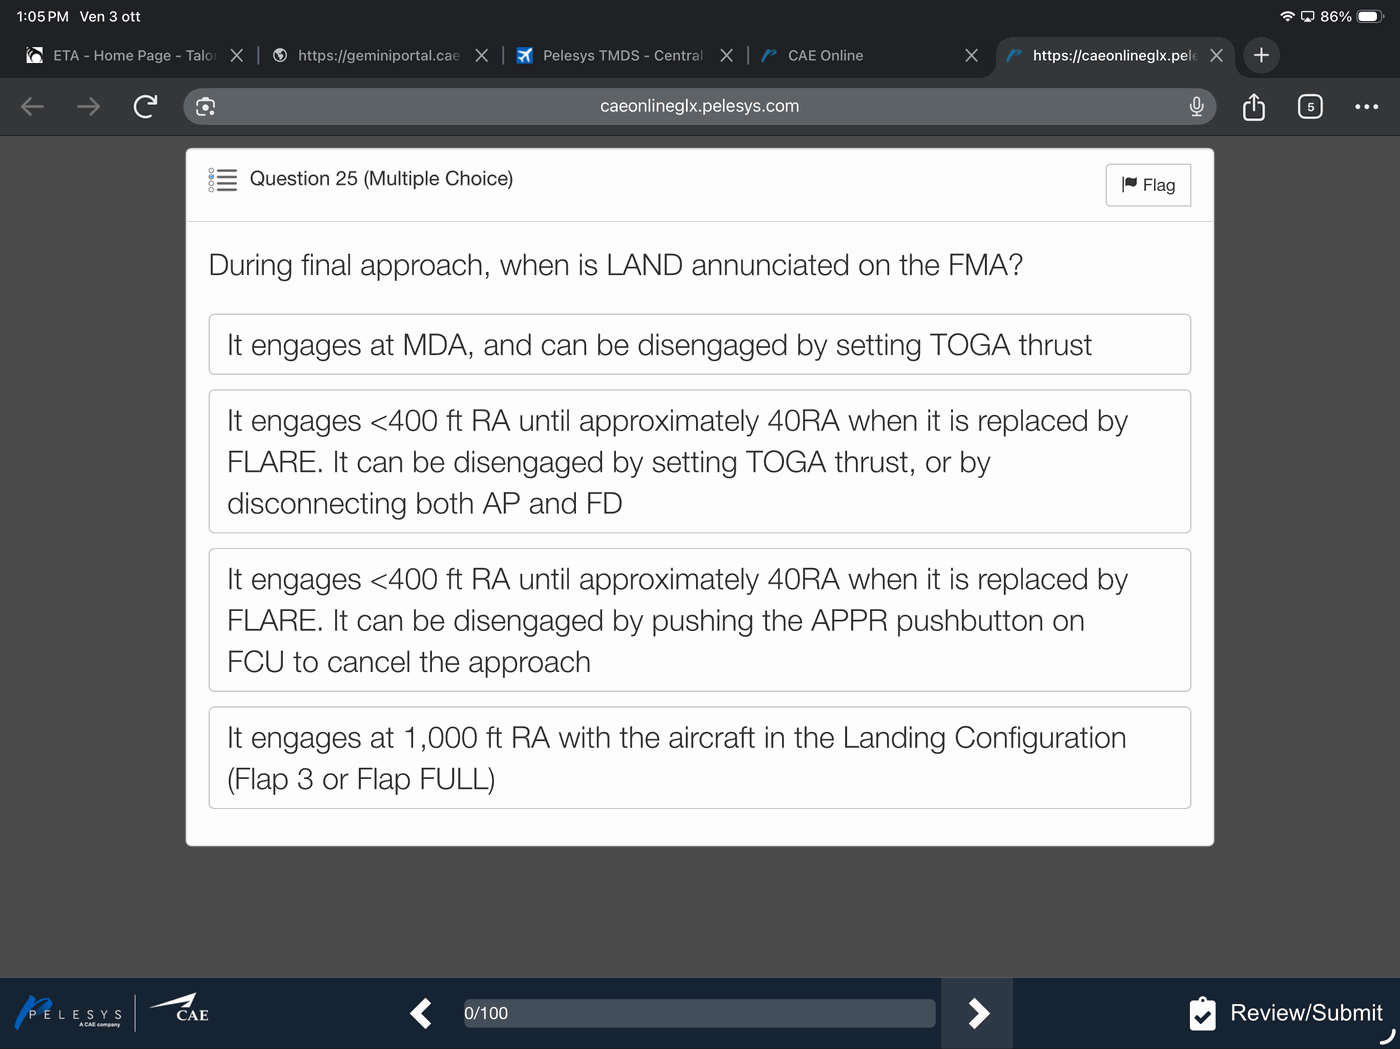 1:05 PM Ven 3 ott
86%
ETA - Home Page - Talo
https://geminiportal.cae
Pelesys TMDS - Central
CAE Online
https://caeonlineglx.pele
caeonlineglx.pelesys.com
5
Question 25 (Multiple Choice)
Flag
During final approach, when is LAND annunciated on the FMA?
It engages at MDA, and can be disengaged by setting TOGA thrust
It engages <400 ft RA until approximately 40RA when it is replaced by
FLARE. It can be disengaged by setting TOGA thrust, or by
disconnecting both AP and FD
It engages <400 ft RA until approximately 40RA when it is replaced by
FLARE. It can be disengaged by pushing the APPR pushbutton on
FCU to cancel the approach
It engages at 1,000 ft RA with the aircraft in the Landing Configuration
(Flap 3 or Flap FULL)
PELESYS
A CAE company
CAE
0/100
Review/Submit